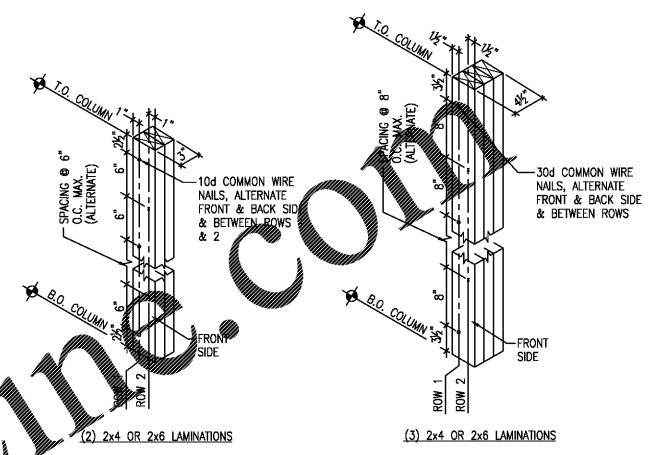 T.O. COLUMN
1"
1"
3"
2½"
6"
6"
SPACING @ 6"
O.C. MAX.
(ALTERNATE)
10d COMMON WIRE
NAILS, ALTERNATE
FRONT & BACK SIDE
& BETWEEN ROWS
& 2
B.O. COLUMN
6"
2½"
FRONT
SIDE
ROW 1
ROW 2
(2) 2x4 OR 2x6 LAMINATIONS
T.O. COLUMN
1½"
1½"
4½"
3½"
8"
8"
SPACING @ 8"
O.C. MAX.
(ALTERNATE)
30d COMMON WIRE
NAILS, ALTERNATE
FRONT & BACK SIDE
& BETWEEN ROWS
B.O. COLUMN
8"
3½"
FRONT
SIDE
ROW 1
ROW 2
(3) 2x4 OR 2x6 LAMINATIONS
ne.com